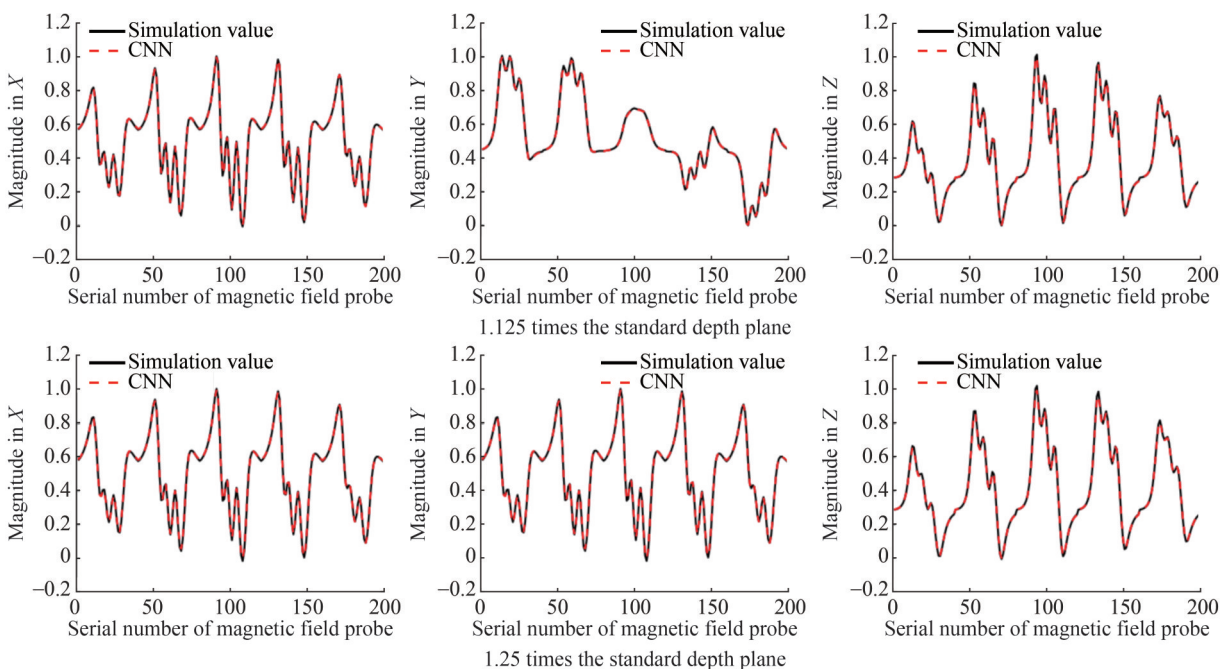 1.2
1.0
0.8
0.6
0.4
0.2
0
–0.2
Magnitude in X
Simulation value
CNN
0 50 100 150 200
Serial number of magnetic field probe
1.2
1.0
0.8
0.6
0.4
0.2
0
–0.2
Magnitude in Y
Simulation value
CNN
0 50 100 150 200
Serial number of magnetic field probe
1.2
1.0
0.8
0.6
0.4
0.2
0
–0.2
Magnitude in Z
Simulation value
CNN
0 50 100 150 200
Serial number of magnetic field probe
1.125 times the standard depth plane
1.2
1.0
0.8
0.6
0.4
0.2
0
–0.2
Magnitude in X
Simulation value
CNN
0 50 100 150 200
Serial number of magnetic field probe
1.2
1.0
0.8
0.6
0.4
0.2
0
–0.2
Magnitude in Y
Simulation value
CNN
0 50 100 150 200
Serial number of magnetic field probe
1.2
1.0
0.8
0.6
0.4
0.2
0
–0.2
Magnitude in Z
Simulation value
CNN
0 50 100 150 200
Serial number of magnetic field probe
1.25 times the standard depth plane